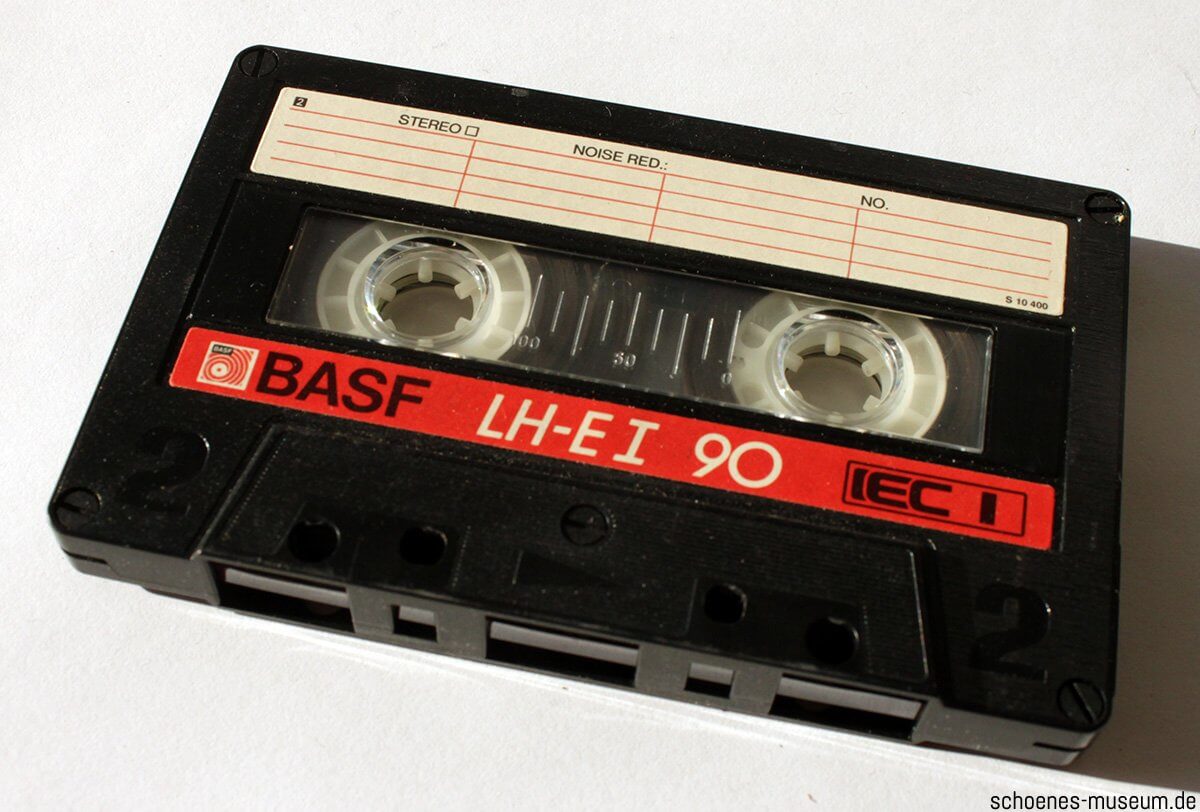 2
STEREO
NOISE RED.:
NO.
S 10 400
100 50 0
BASF
BASF LH-E I 90 IEC I
2 2
schoenes-museum.de